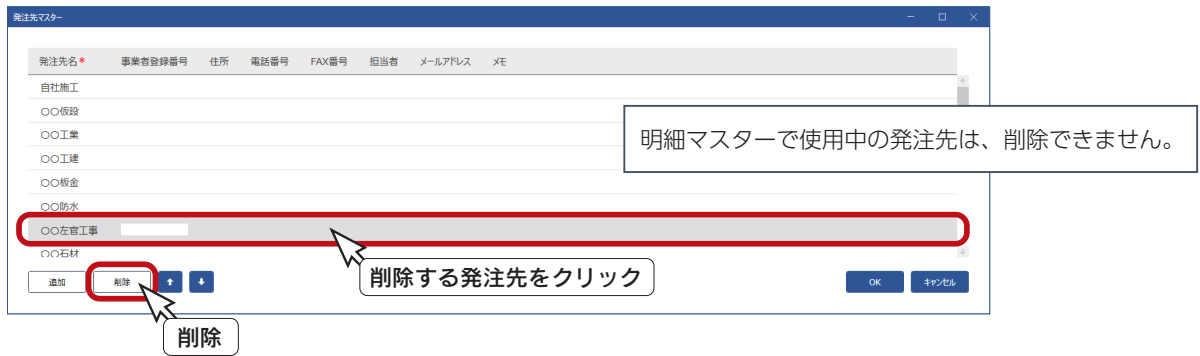 発注先マスター
発注先名* 事業者登録番号 住所 電話番号 FAX番号 担当者 メールアドレス メモ
自社施工
〇〇仮設
〇〇工業
明細マスターで使用中の発注先は、削除できません。
〇〇工建
〇〇板金
〇〇防水
〇〇左官工事
〇〇石材
削除する発注先をクリック
追加 削除 OK キャンセル
削除